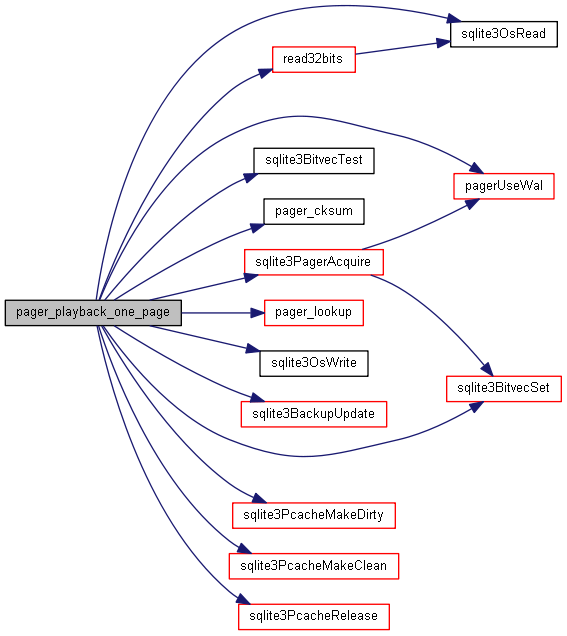 sqlite3OsRead
read32bits
sqlite3BitvecTest
pagerUseWal
pager_cksum
sqlite3PagerAcquire
pager_playback_one_page
pager_lookup
sqlite3OsWrite
sqlite3BitvecSet
sqlite3BackupUpdate
sqlite3PcacheMakeDirty
sqlite3PcacheMakeClean
sqlite3PcacheRelease